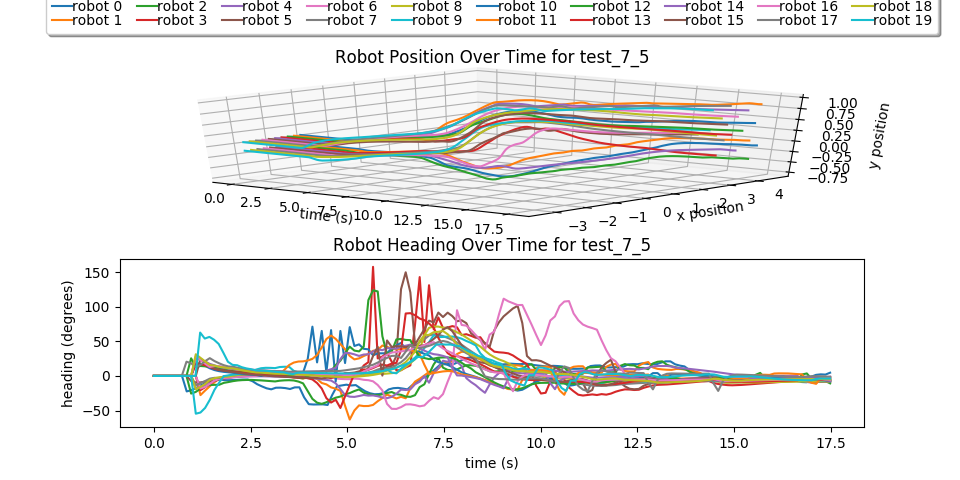 robot 0 robot 2 robot 4 robot 6 robot 8 robot 10 robot 12 robot 14 robot 16 robot 18
robot 1 robot 3 robot 5 robot 7 robot 9 robot 11 robot 13 robot 15 robot 17 robot 19
Robot Position Over Time for test_7_5
1.00
0.75
0.50
0.25
0.00
−0.25
−0.50
−0.75
y position
0.0 2.5 5.0 7.5 10.0 12.5 15.0 17.5
time (s)
−3 −2 −1 0 1 2 3 4
x position
Robot Heading Over Time for test_7_5
150
100
50
0
−50
heading (degrees)
0.0 2.5 5.0 7.5 10.0 12.5 15.0 17.5
time (s)